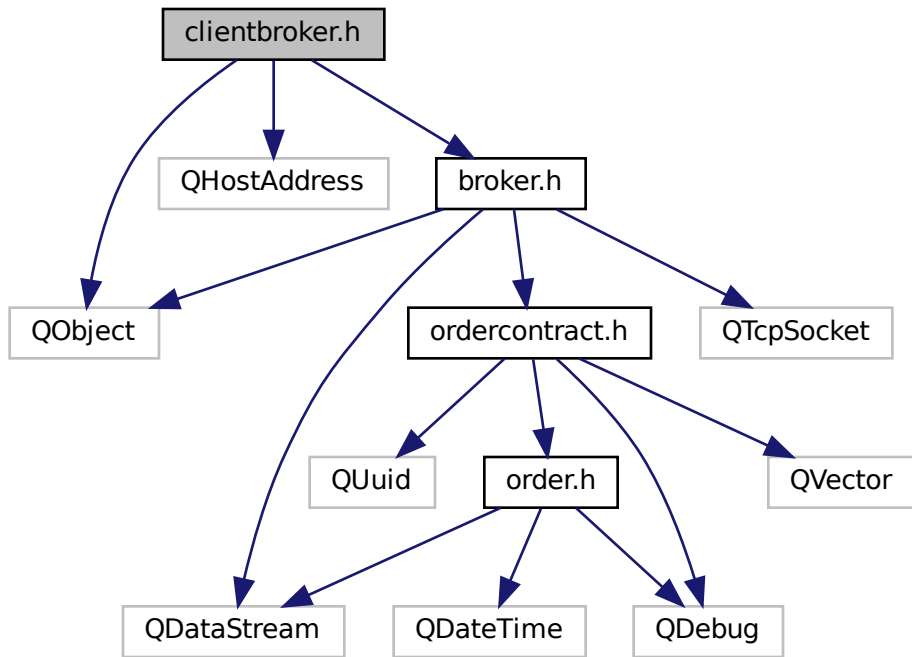 clientbroker.h
QHostAddress
broker.h
QObject
ordercontract.h
QTcpSocket
QUuid
order.h
QVector
QDataStream
QDateTime
QDebug